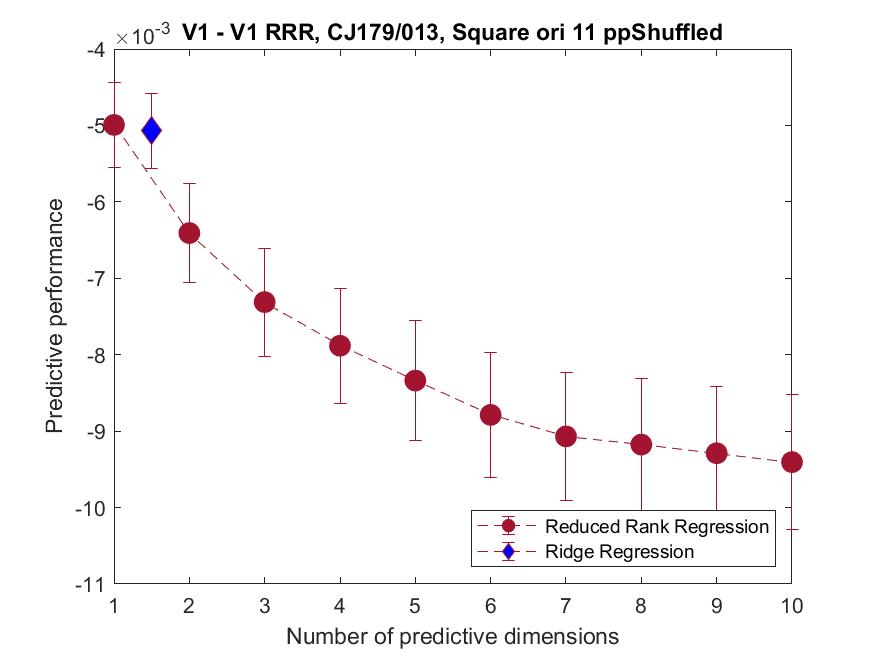 ×10⁻³ V1 - V1 RRR, CJ179/013, Square ori 11 ppShuffled
-4
-5
-6
-7
-8
-9
-10
-11
Predictive performance
1 2 3 4 5 6 7 8 9 10
Number of predictive dimensions
Reduced Rank Regression
Ridge Regression